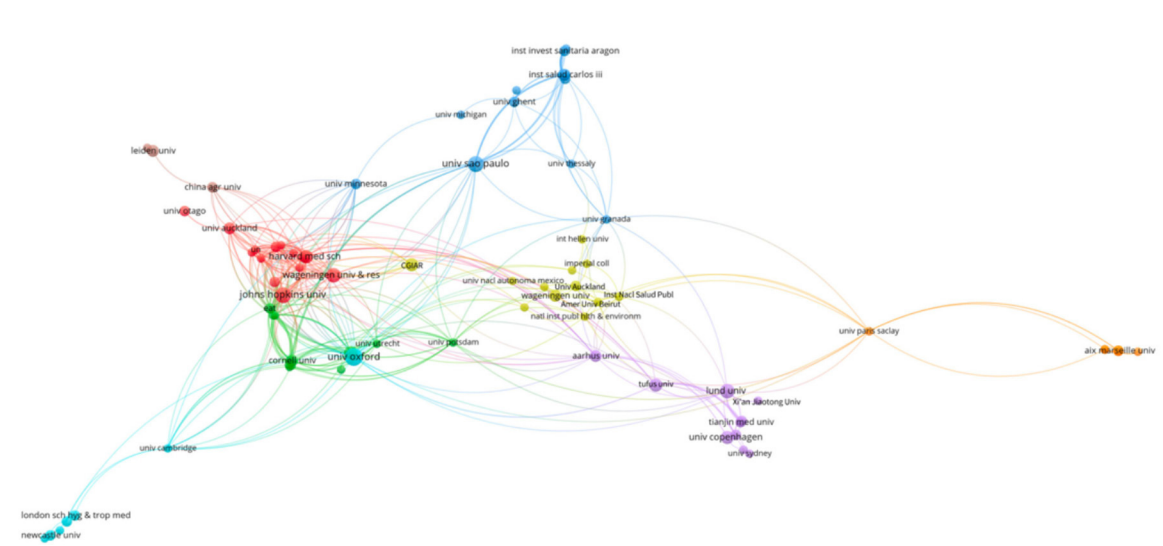 inst invest sanitaria aragon
inst salud carlos iii
univ ghent
univ michigan
leiden univ
univ sao paulo
univ thessaly
univ minnesota
china agr univ
univ otago
univ granada
univ auckland
int hellen univ
harvard med sch
imperial coll
CGIAR
wageningen univ & res
univ nacl autonoma mexico
Univ Auckland
johns hopkins univ
wageningen univ
Inst Nacl Salud Publ
Amer Univ Beirut
eat
natl inst publ hlth & environm
univ paris saclay
univ utrecht
univ potsdam
aix marseille univ
univ oxford
aarhus univ
cornell univ
tufus univ
lund univ
Xi'an Jiaotong Univ
tianjin med univ
univ copenhagen
univ cambridge
univ sydney
london sch hyg & trop med
newcastle univ